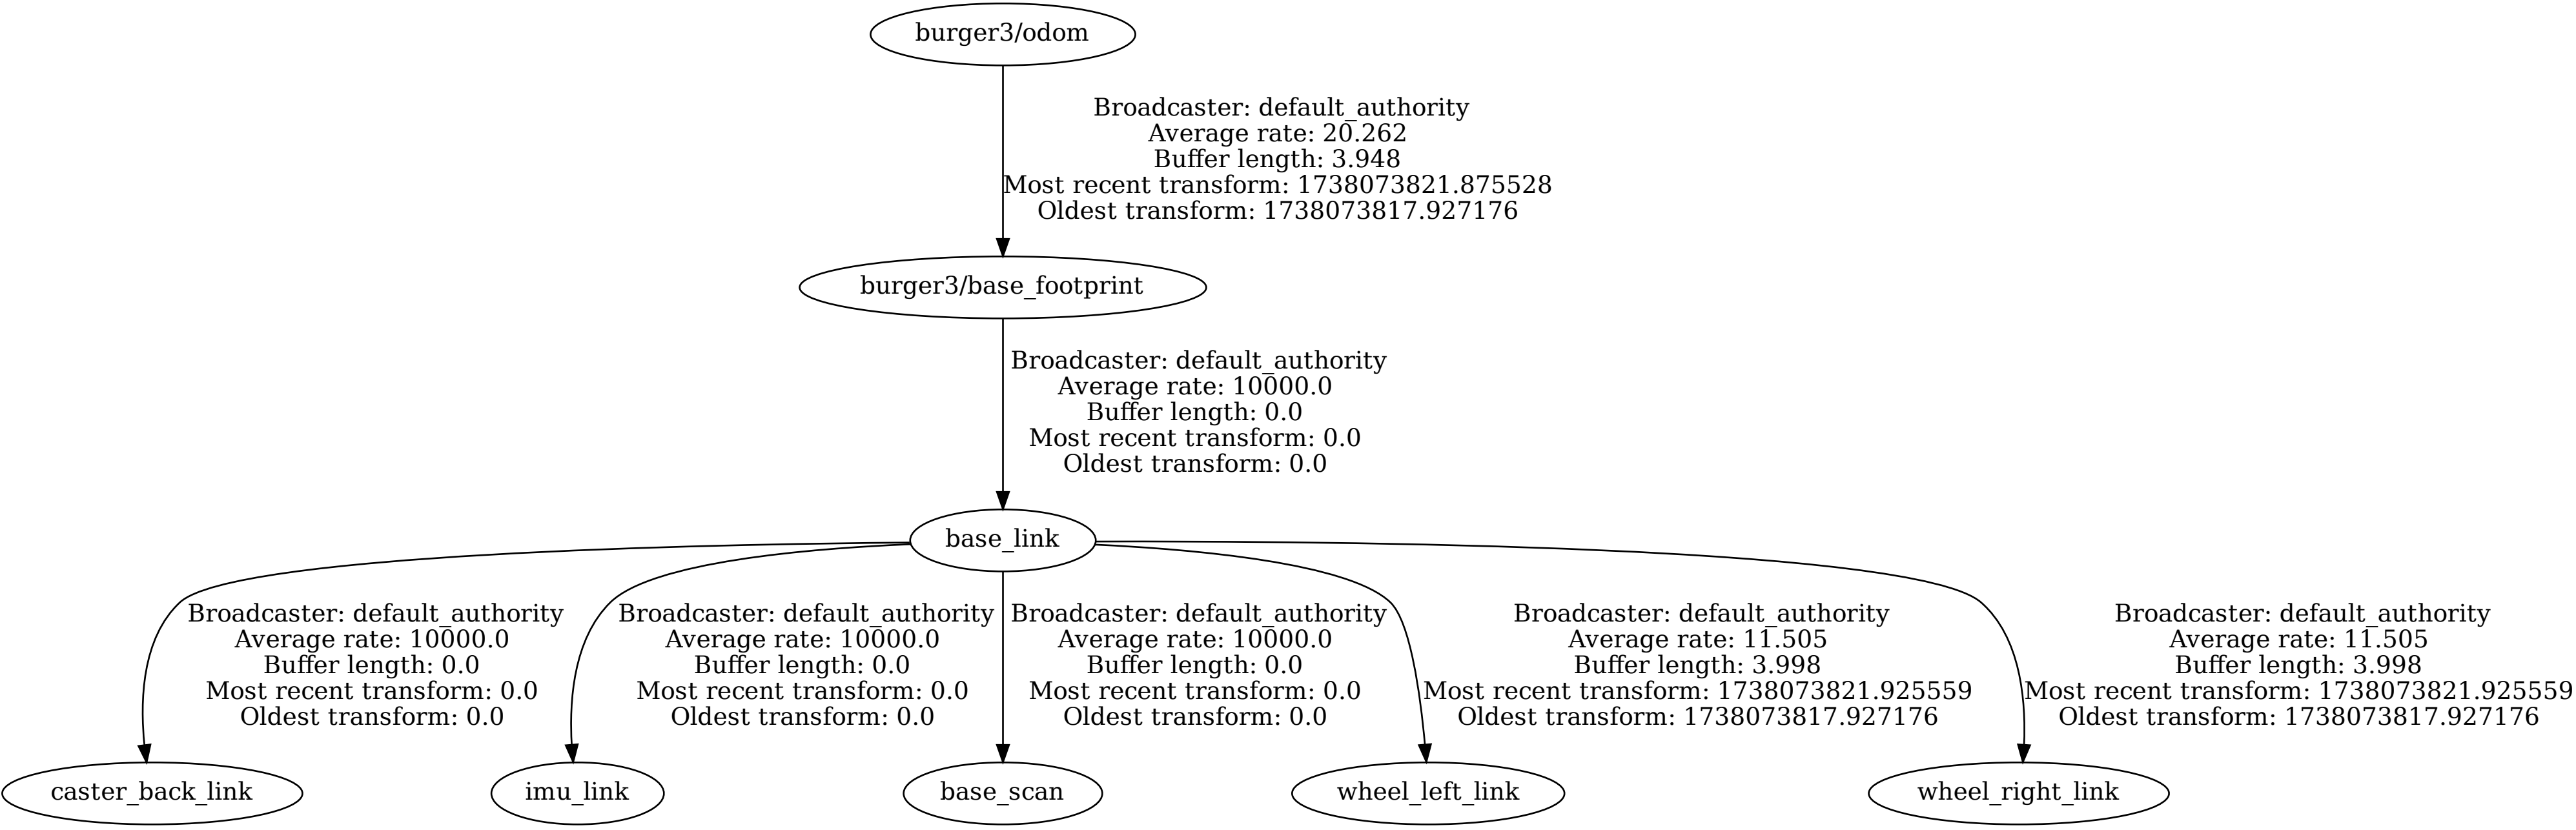 burger3/odom
Broadcaster: default_authority
Average rate: 20.262
Buffer length: 3.948
Most recent transform: 1738073821.875528
Oldest transform: 1738073817.927176
burger3/base_footprint
Broadcaster: default_authority
Average rate: 10000.0
Buffer length: 0.0
Most recent transform: 0.0
Oldest transform: 0.0
base_link
Broadcaster: default_authority
Average rate: 10000.0
Buffer length: 0.0
Most recent transform: 0.0
Oldest transform: 0.0
Broadcaster: default_authority
Average rate: 10000.0
Buffer length: 0.0
Most recent transform: 0.0
Oldest transform: 0.0
Broadcaster: default_authority
Average rate: 10000.0
Buffer length: 0.0
Most recent transform: 0.0
Oldest transform: 0.0
Broadcaster: default_authority
Average rate: 11.505
Buffer length: 3.998
Most recent transform: 1738073821.925559
Oldest transform: 1738073817.927176
Broadcaster: default_authority
Average rate: 11.505
Buffer length: 3.998
Most recent transform: 1738073821.925559
Oldest transform: 1738073817.927176
caster_back_link
imu_link
base_scan
wheel_left_link
wheel_right_link